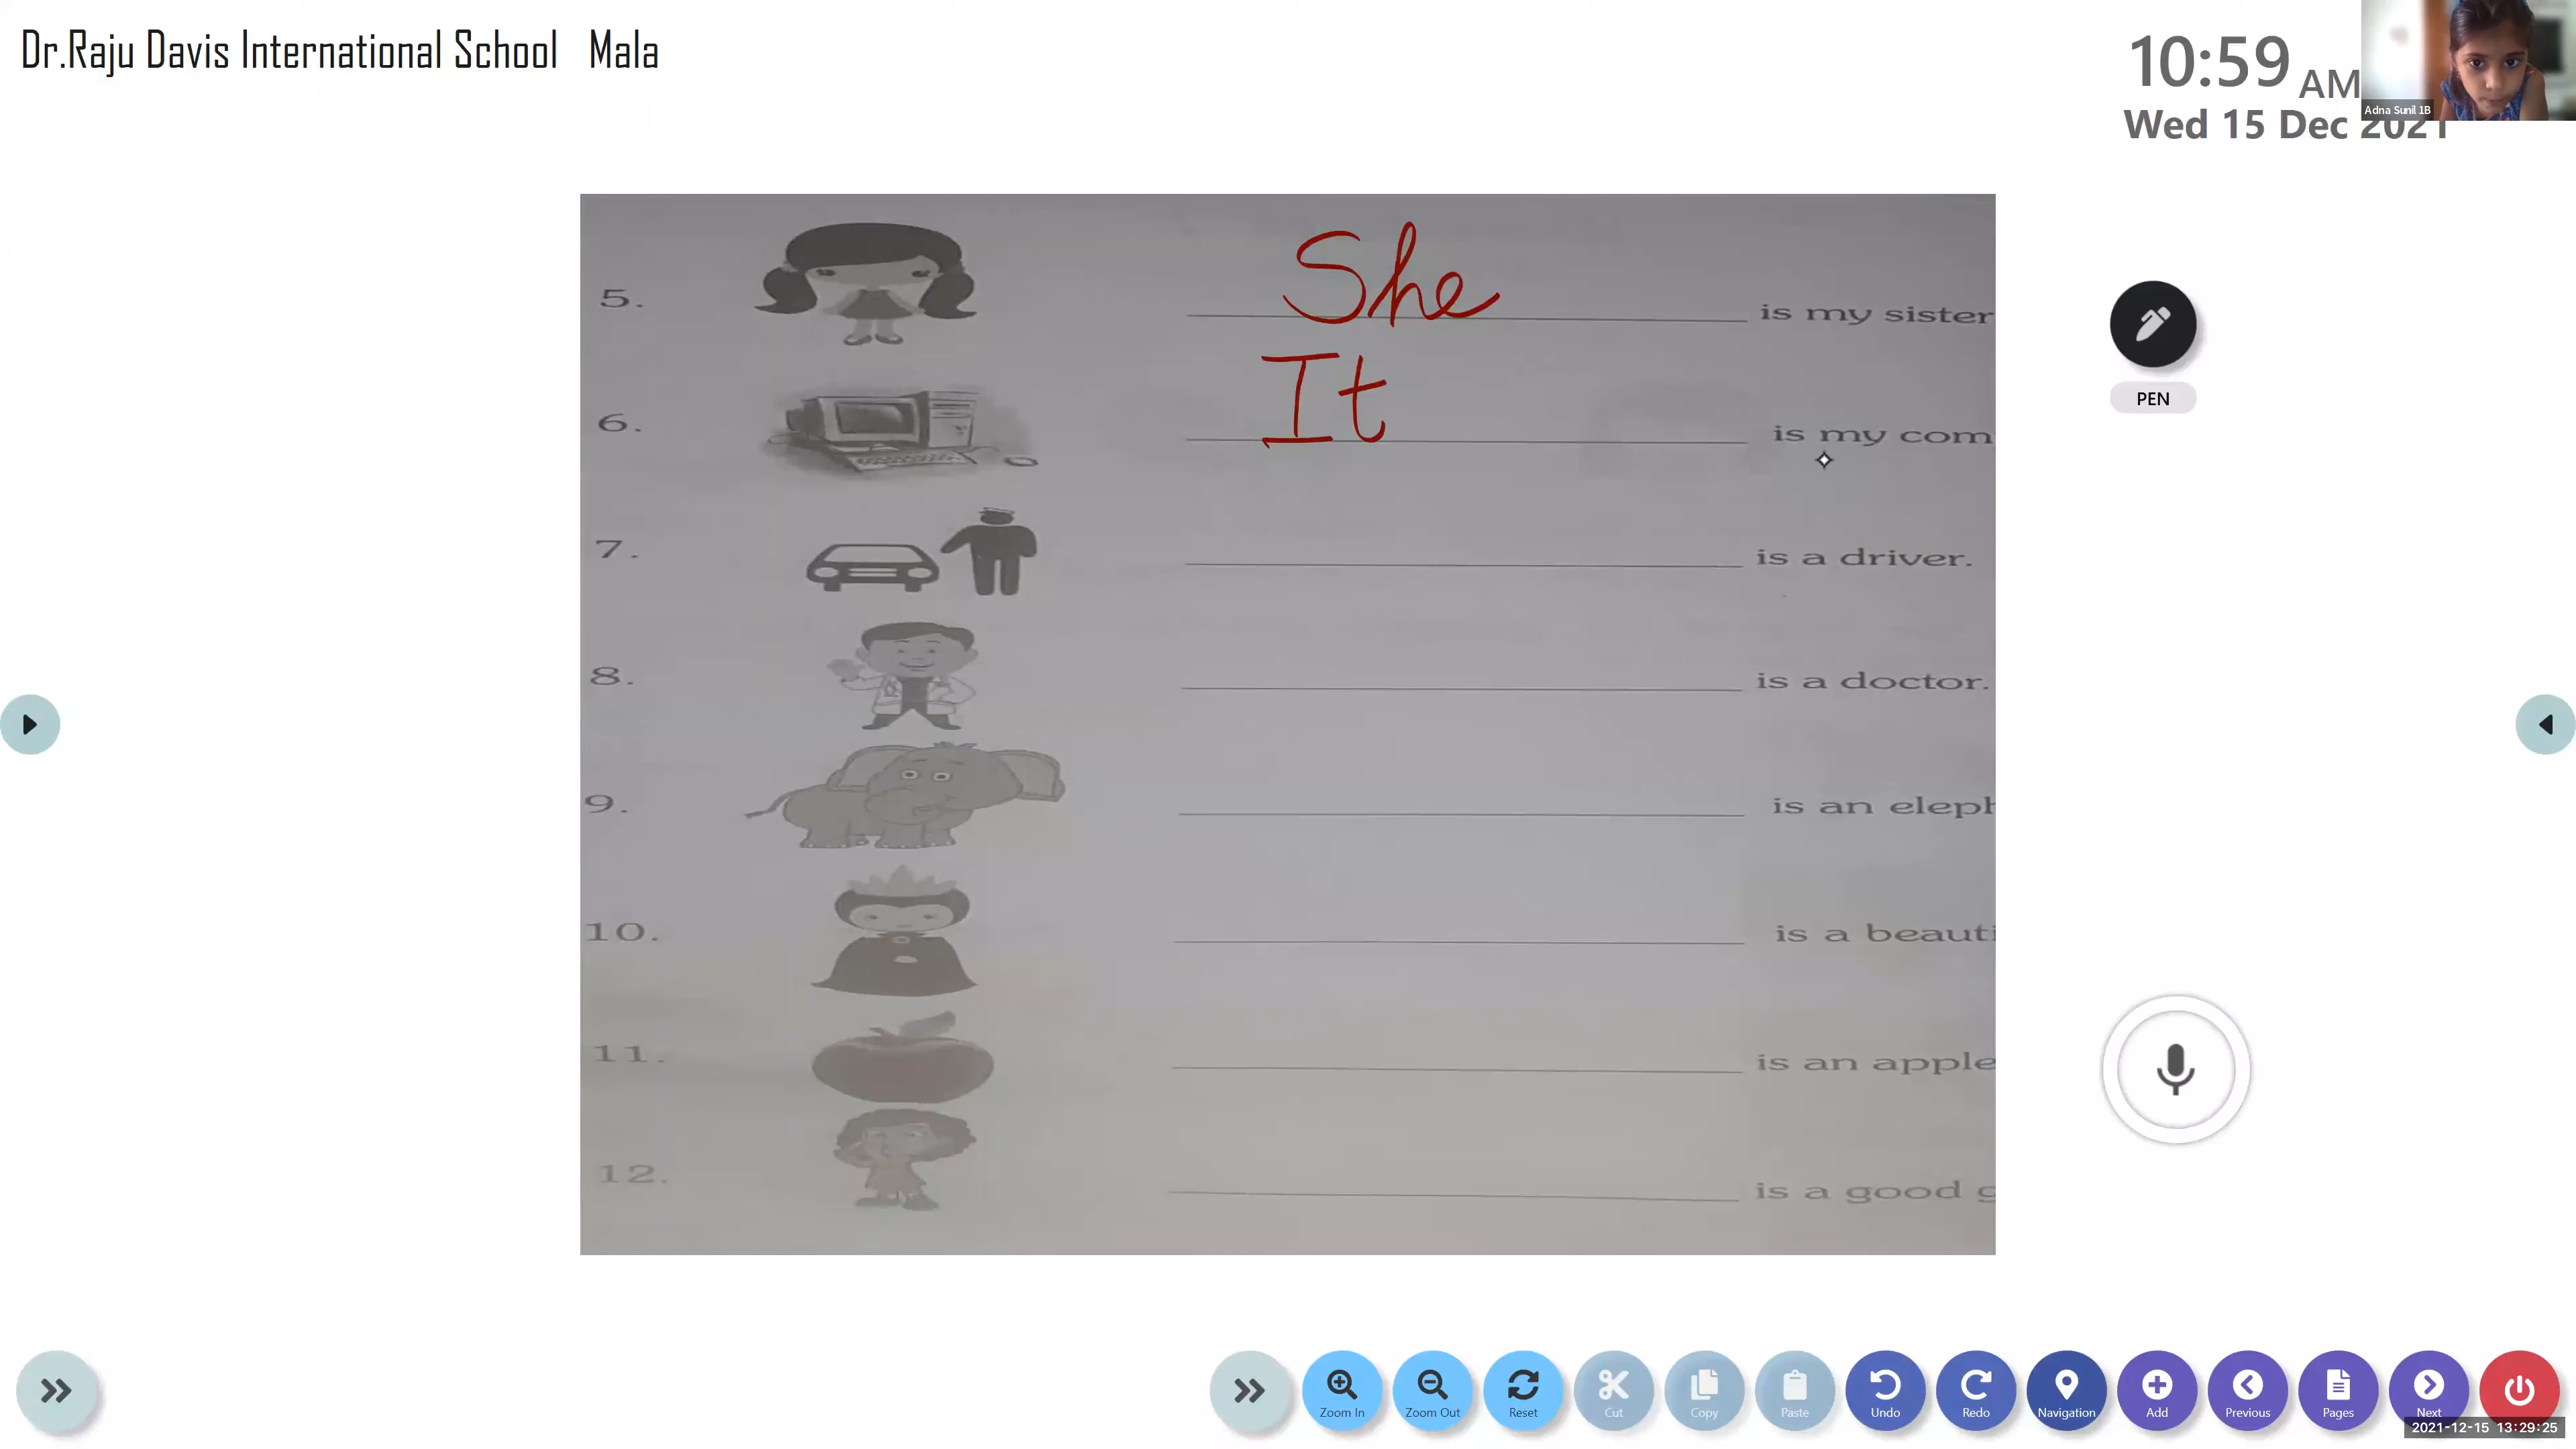 Dr.Raju Davis International School Mala
10:59 AM
Wed 15 Dec 2021
Adna Sunil 1B
5. She is my sister
6. It is my com
7. is a driver.
8. is a doctor.
9. is an eleph
10. is a beauti
11. is an apple
12. is a good g
PEN
Zoom In Zoom Out Reset Cut Copy Paste Undo Redo Navigation Add Previous Pages Next
2021-12-15 13:29:25